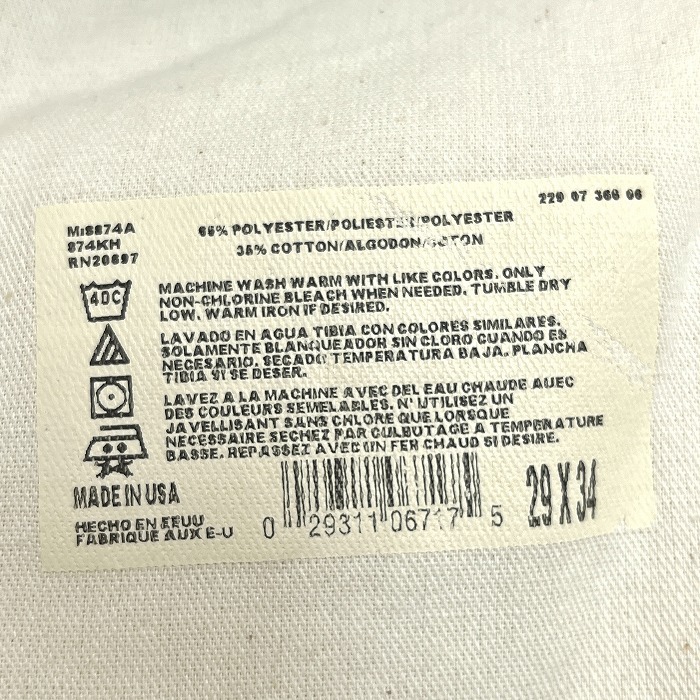 229 07 366 06
MIS874A
874KH
RN20697
65% POLYESTER/POLIESTER/POLYESTER
35% COTTON/ALGODON/COTON
40C
MACHINE WASH WARM WITH LIKE COLORS. ONLY
NON-CHLORINE BLEACH WHEN NEEDED. TUMBLE DRY
LOW. WARM IRON IF DESIRED.
LAVADO EN AGUA TIBIA CON COLORES SIMILARES.
SOLAMENTE BLANQUEADOR SIN CLORO CUANDO ES
NECESARIO. SECADO TEMPERATURA BAJA. PLANCHA
TIBIA SI SE DESER.
LAVEZ A LA MACHINE AVEC DEL EAU CHAUDE AUEC
DES COULEURS SEMELABLES. N' UTILISEZ UN
JAVELLISANT SANS CHLORE QUE LORSQUE
NECESSAIRE SECHEZ PAR CULBUTAGE A TEMPERATURE
BASSE. REPASSEZ AVEC UN FER CHAUD SI DESIRE.
MADE IN USA
HECHO EN EEUU
FABRIQUE AUX E-U
0 29311 06717 5
29 X 34